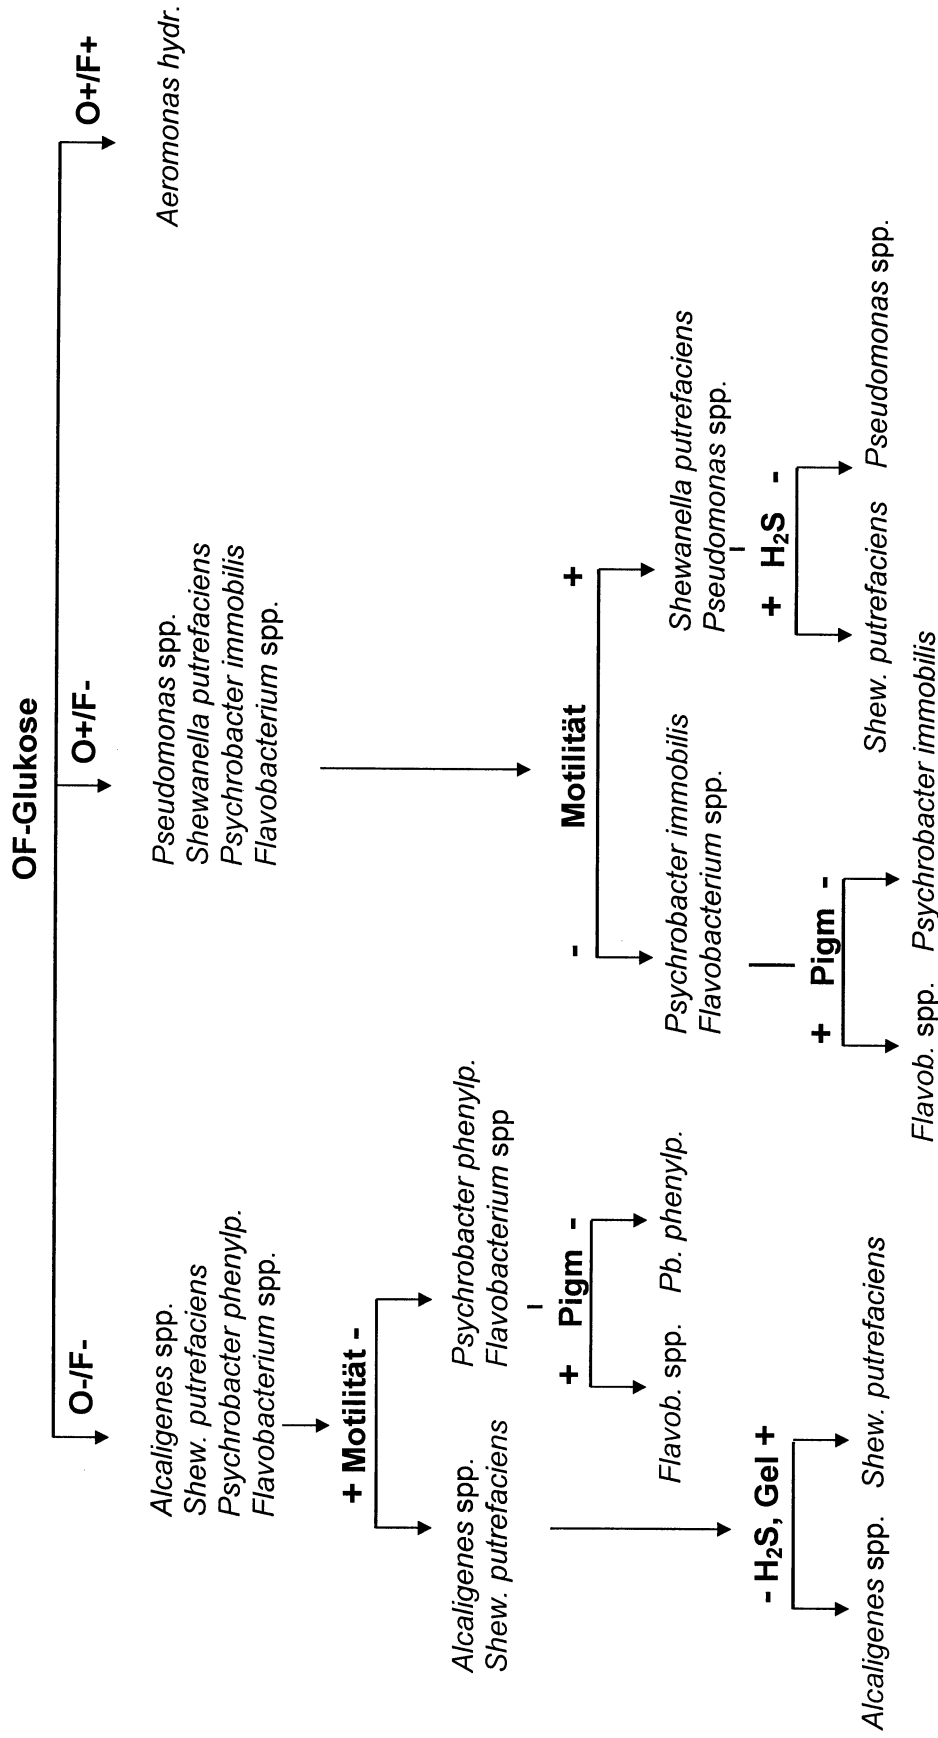 OF-Glukose
O-/F-
O+/F-
O+/F+
Alcaligenes spp.
Shew. putrefaciens
Psychrobacter phenylp.
Flavobacterium spp.
Pseudomonas spp.
Shewanella putrefaciens
Psychrobacter immobilis
Flavobacterium spp.
Aeromonas hydr.
+ Motilität -
Alcaligenes spp.
Shew. putrefaciens
Psychrobacter phenylp.
Flavobacterium spp
- Motilität +
Psychrobacter immobilis
Flavobacterium spp.
Shewanella putrefaciens
Pseudomonas spp.
+ Pigm -
Flavob. spp.
Pb. phenylp.
- H₂S, Gel +
Alcaligenes spp.
Shew. putrefaciens
+ Pigm -
Flavob. spp.
Psychrobacter immobilis
+ H₂S -
Shew. putrefaciens
Pseudomonas spp.